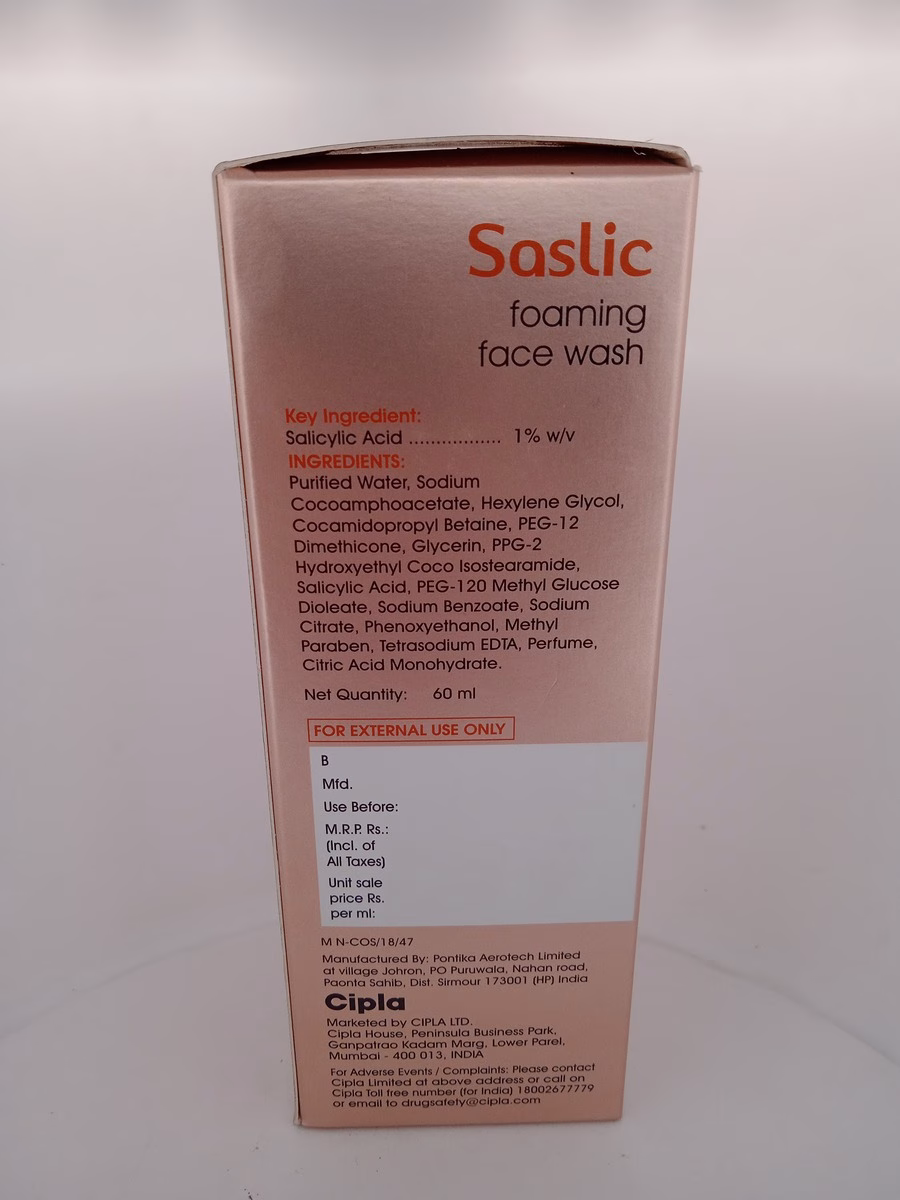 Saslic
foaming
face wash
Key Ingredient:
Salicylic Acid ................. 1% w/v
INGREDIENTS:
Purified Water, Sodium
Cocoamphoacetate, Hexylene Glycol,
Cocamidopropyl Betaine, PEG-12
Dimethicone, Glycerin, PPG-2
Hydroxyethyl Coco Isostearamide,
Salicylic Acid, PEG-120 Methyl Glucose
Dioleate, Sodium Benzoate, Sodium
Citrate, Phenoxyethanol, Methyl
Paraben, Tetrasodium EDTA, Perfume,
Citric Acid Monohydrate.
Net Quantity: 60 ml
FOR EXTERNAL USE ONLY
B
Mfd.
Use Before:
M.R.P. Rs.:
(Incl. of
All Taxes)
Unit sale
price Rs.
per ml:
M N-COS/18/47
Manufactured By: Pontika Aerotech Limited
at village Johron, PO Puruwala, Nahan road,
Paonta Sahib, Dist. Sirmour 173001 (HP) India
Cipla
Marketed by CIPLA LTD.
Cipla House, Peninsula Business Park,
Ganpatrao Kadam Marg, Lower Parel,
Mumbai - 400 013, INDIA
For Adverse Events / Complaints: Please contact
Cipla Limited at above address or call on
Cipla Toll free number (for India) 18002677779
or email to drugsafety@cipla.com